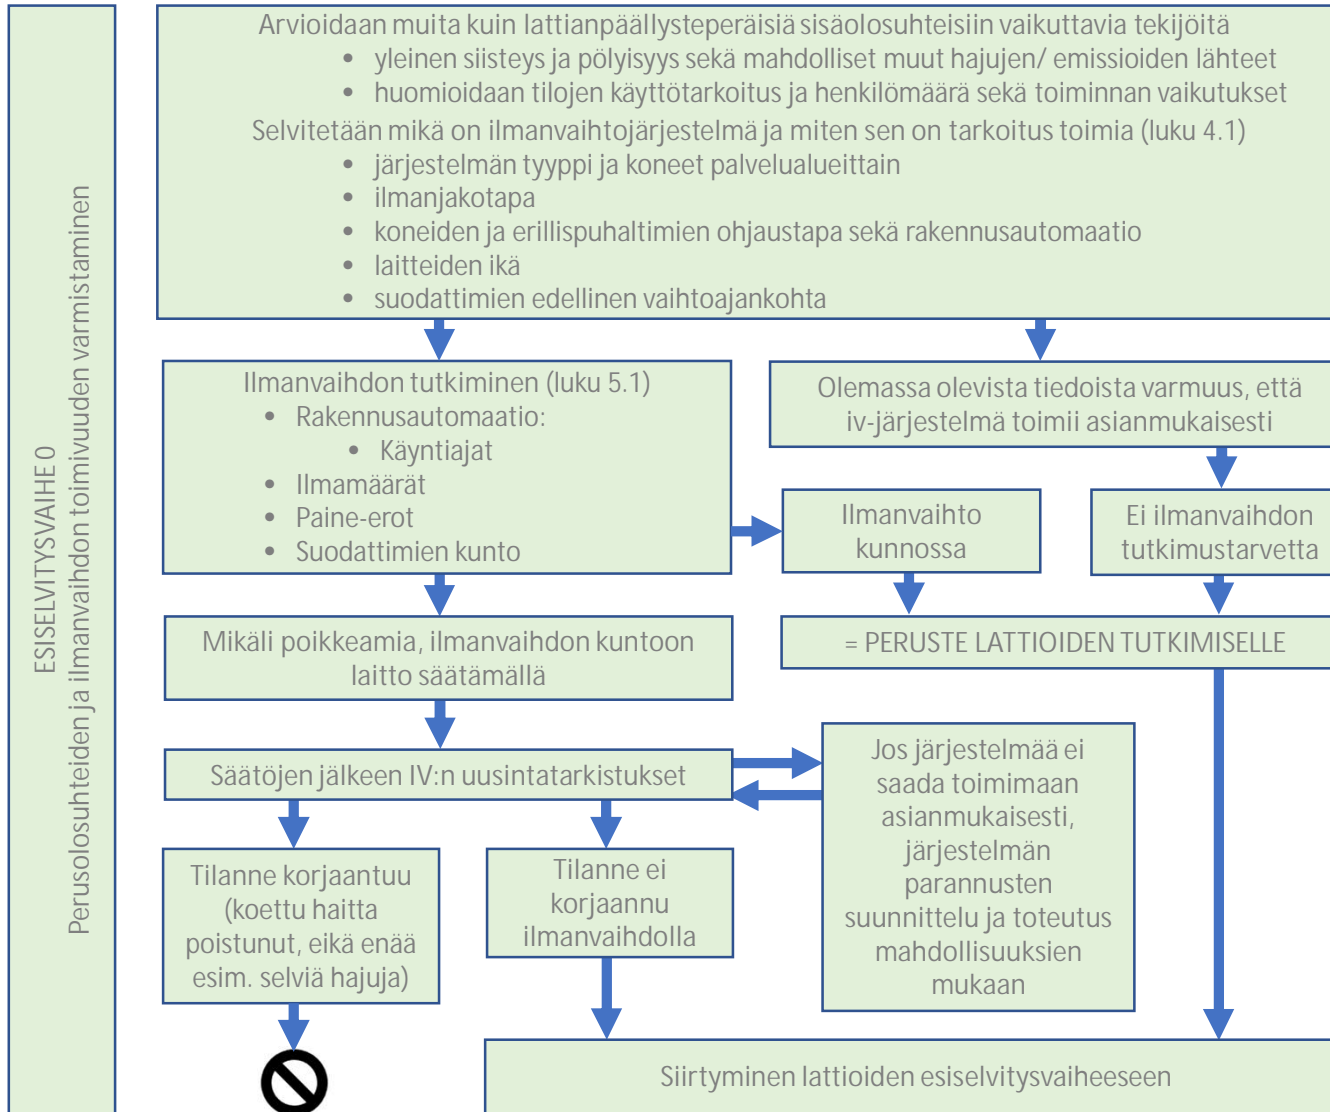 ESISELVITYSVAIHE 0
Perusolosuhteiden ja ilmanvaihdon toimivuuden varmistaminen
Arvioidaan muita kuin lattianpäällysteperäisiä sisäolosuhteisiin vaikuttavia tekijöitä
• yleinen siisteys ja pölyisyys sekä mahdolliset muut hajujen/ emissioiden lähteet
• huomioidaan tilojen käyttötarkoitus ja henkilömäärä sekä toiminnan vaikutukset
Selvitetään mikä on ilmanvaihtojärjestelmä ja miten sen on tarkoitus toimia (luku 4.1)
• järjestelmän tyyppi ja koneet palvelualueittain
• ilmanjakotapa
• koneiden ja erillispuhaltimien ohjaustapa sekä rakennusautomaatio
• laitteiden ikä
• suodattimien edellinen vaihtoajankohta
Ilmanvaihdon tutkiminen (luku 5.1)
• Rakennusautomaatio:
• Käyntiajat
• Ilmamäärät
• Paine-erot
• Suodattimien kunto
Olemassa olevista tiedoista varmuus, että
iv-järjestelmä toimii asianmukaisesti
Ilmanvaihto
kunnossa
Ei ilmanvaihdon
tutkimustarvetta
Mikäli poikkeamia, ilmanvaihdon kuntoon
laitto säätämällä
= PERUSTE LATTIOIDEN TUTKIMISELLE
Säätöjen jälkeen IV:n uusintatarkistukset
Jos järjestelmää ei
saada toimimaan
asianmukaisesti,
järjestelmän
parannusten
suunnittelu ja toteutus
mahdollisuuksien
mukaan
Tilanne korjaantuu
(koettu haitta
poistunut, eikä enää
esim. selviä hajuja)
Tilanne ei
korjaannu
ilmanvaihdolla
Siirtyminen lattioiden esiselvitysvaiheeseen